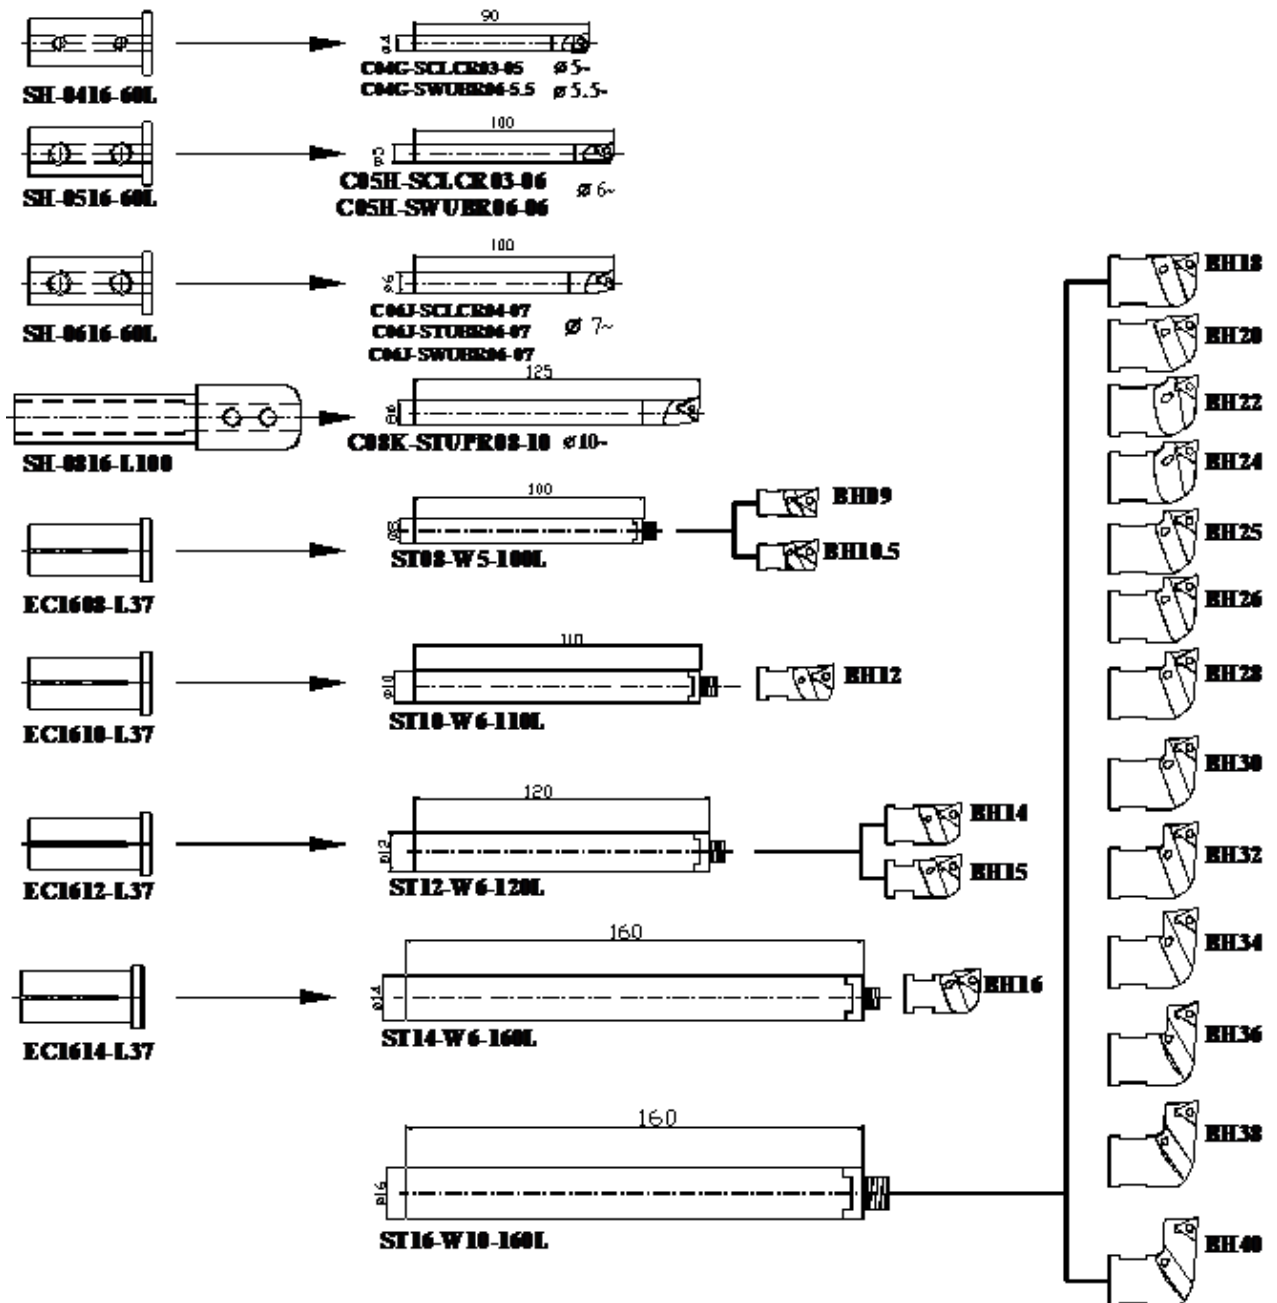 90
ø4
SH-0416-60L
C04G-SCLCR03-05 ø5~
C04G-SWUBR06-5.5 ø5.5~
100
ø5
SH-0516-60L
C05H-SCLCR03-06
ø6~
C05H-SWUBR06-06
100
ø6
SH-0616-60L
C06J-SCLCR04-07
C06J-STUBR06-07
ø 7~
C06J-SWUBR06-07
125
SH-0816-L100
C08K-STUPR08-10 ø10~
100
ø8
EC1608-L37
ST08-W5-100L
BH09
BH10.5
110
ø10
EC1610-L37
ST10-W6-110L
BH12
120
ø12
EC1612-L37
ST12-W6-120L
BH14
BH15
160
ø14
EC1614-L37
ST14-W6-160L
BH16
160
ø16
ST16-W10-160L
BH18
BH20
BH22
BH24
BH25
BH26
BH28
BH30
BH32
BH34
BH36
BH38
BH40